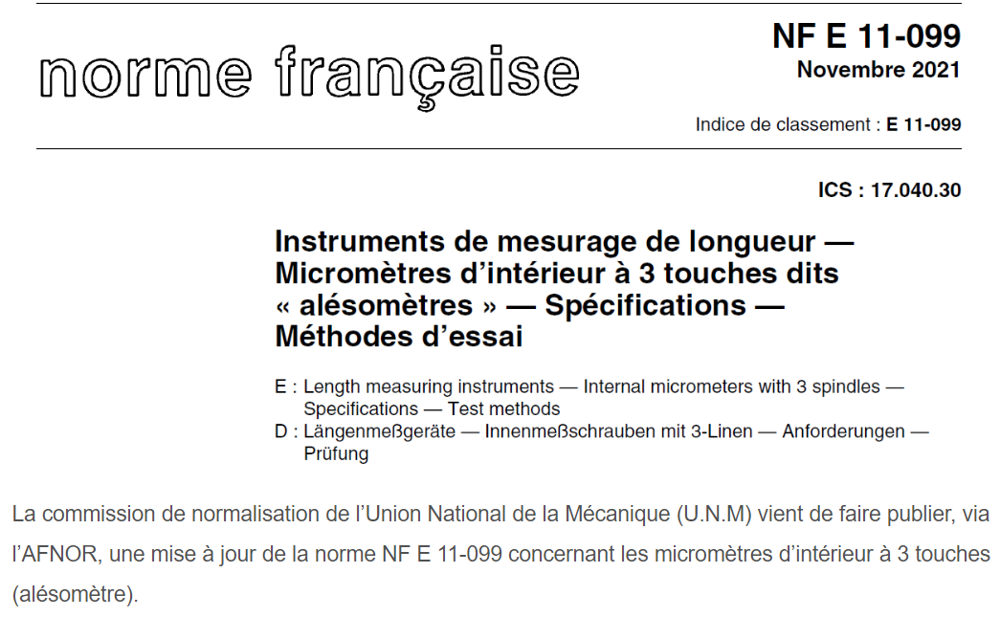 norme française
NF E 11-099
Novembre 2021
Indice de classement : E 11-099
ICS : 17.040.30
Instruments de mesurage de longueur —
Micromètres d’intérieur à 3 touches dits
« alésomètres » — Spécifications —
Méthodes d’essai
E : Length measuring instruments — Internal micrometers with 3 spindles —
Specifications — Test methods
D : Längenmeßgeräte — Innenmeßschrauben mit 3-Linen — Anforderungen —
Prüfung
La commission de normalisation de l’Union National de la Mécanique (U.N.M) vient de faire publier, via
l’AFNOR, une mise à jour de la norme NF E 11-099 concernant les micromètres d’intérieur à 3 touches
(alésomètre).